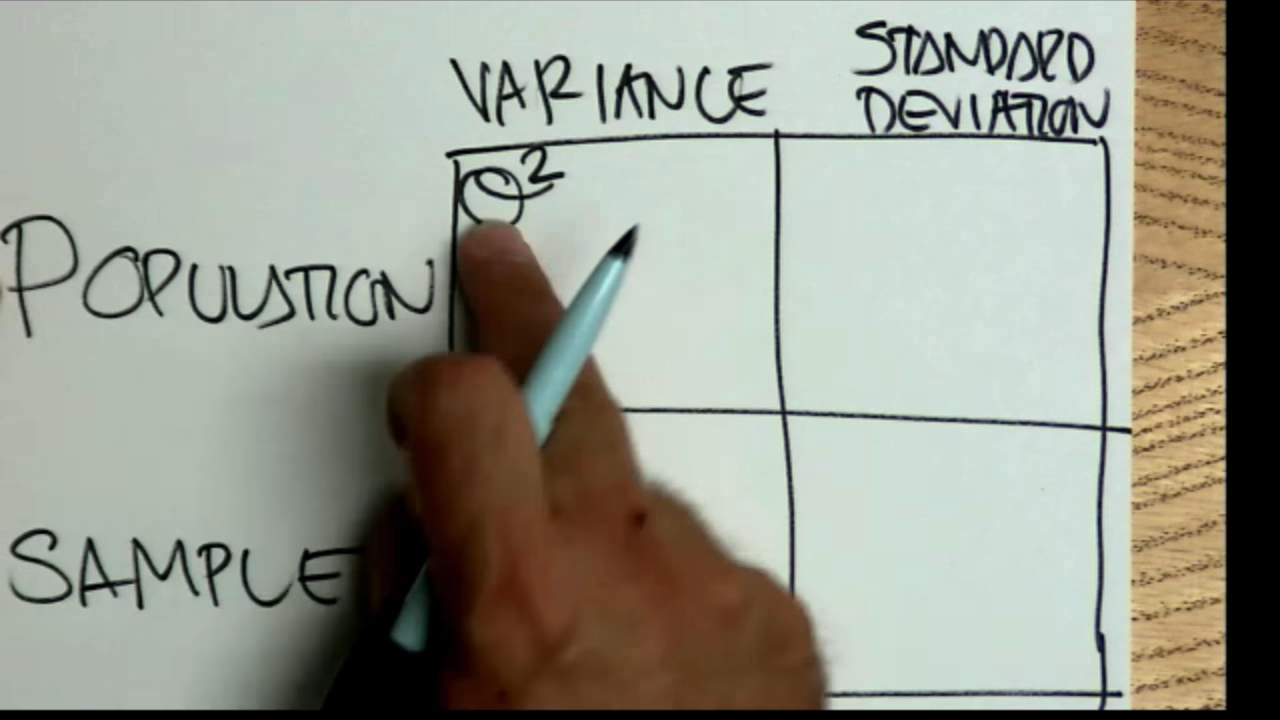 VARIANCE
STANDARD
DEVIATION
σ²
POPULATION
SAMPLE